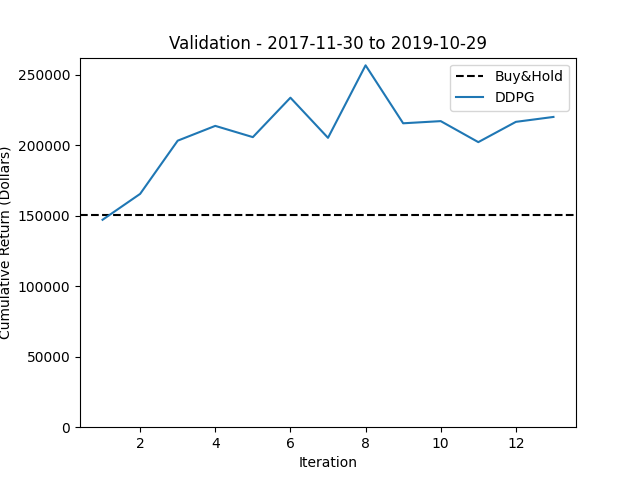 Validation - 2017-11-30 to 2019-10-29
Buy&Hold
DDPG
250000
200000
150000
100000
50000
0
Cumulative Return (Dollars)
2 4 6 8 10 12
Iteration